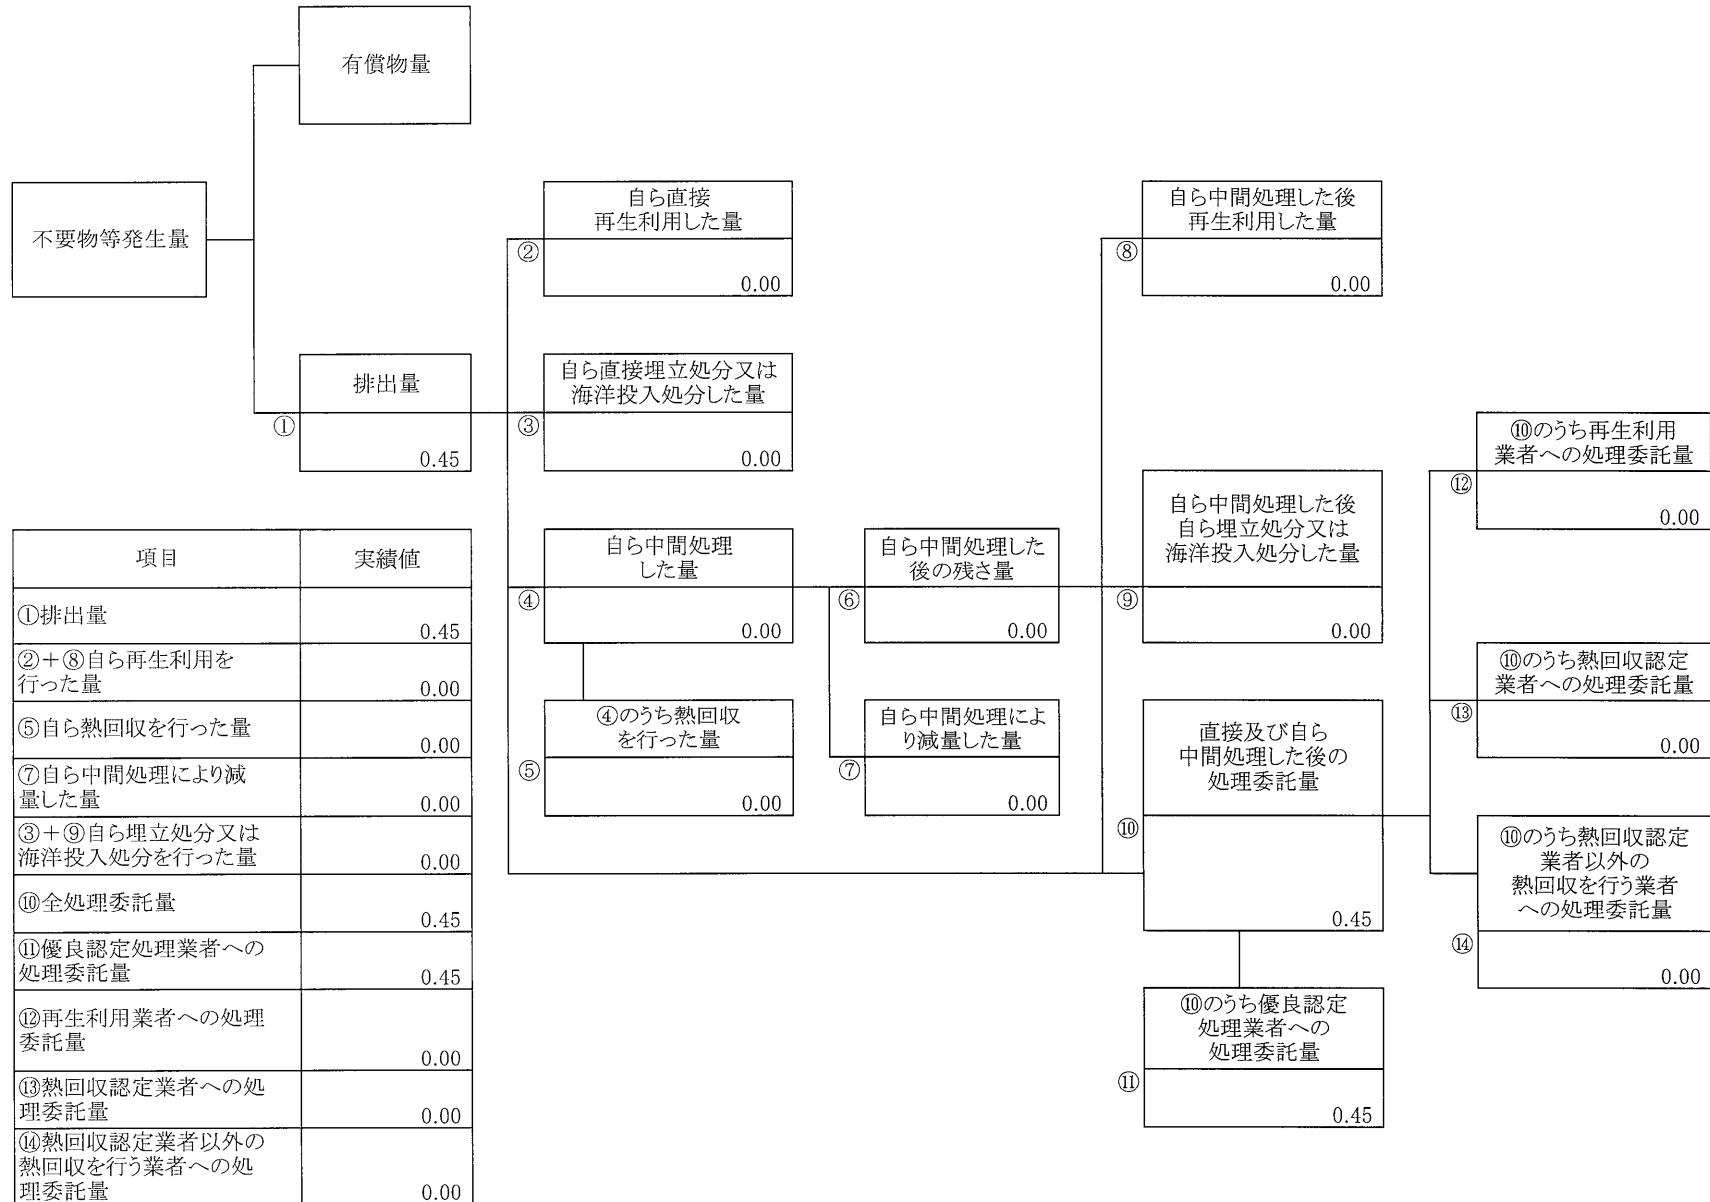 有償物量
不要物等発生量
排出量
①
0.45
自ら直接
再生利用した量
②
0.00
自ら直接埋立処分又は
海洋投入処分した量
③
0.00
自ら中間処理
した量
④
0.00
④のうち熱回収
を行った量
⑤
0.00
自ら中間処理した
後の残さ量
⑥
0.00
自ら中間処理によ
り減量した量
⑦
0.00
自ら中間処理した後
再生利用した量
⑧
0.00
自ら中間処理した後
自ら埋立処分又は
海洋投入処分した量
⑨
0.00
直接及び自ら
中間処理した後の
処理委託量
⑩
0.45
⑩のうち優良認定
処理業者への
処理委託量
⑪
0.45
⑩のうち再生利用
業者への処理委託量
⑫
0.00
⑩のうち熱回収認定
業者への処理委託量
⑬
0.00
⑩のうち熱回収認定
業者以外の
熱回収を行う業者
への処理委託量
⑭
0.00
項目 実績値
①排出量
0.45
②+⑧自ら再生利用を
行った量
0.00
⑤自ら熱回収を行った量
0.00
⑦自ら中間処理により減
量した量
0.00
③+⑨自ら埋立処分又は
海洋投入処分を行った量
0.00
⑩全処理委託量
0.45
⑪優良認定処理業者への
処理委託量
0.45
⑫再生利用業者への処理
委託量
0.00
⑬熱回収認定業者への処
理委託量
0.00
⑭熱回収認定業者以外の
熱回収を行う業者への処
理委託量
0.00